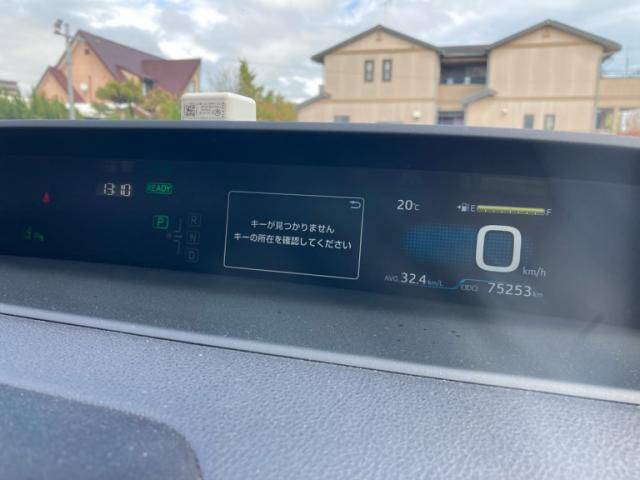 13:10
READY
P
R
N
D
キーが見つかりません
キーの所在を確認してください
20℃
E F
0 km/h
AVG. 32.4 km/L
ODO 75253 km